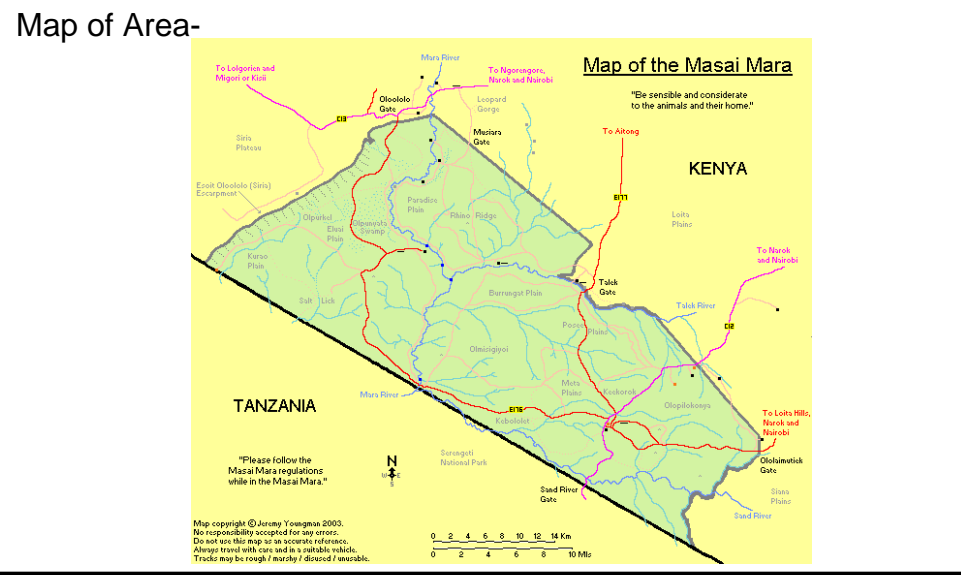 Map of Area-
Map of the Masai Mara
"Be sensible and considerate
to the animals and their home."
Mara River
To Lolgorien and
Migori or Kisii
To Ngorengore,
Narok and Nairobi
Oloololo
Gate
Leopard
Gorge
C13
Musiara
Gate
To Aitong
Siria
Plateau
KENYA
Esoit Oloololo (Siria)
Escarpment
E177
Paradise
Plain
Rhino Ridge
Loita
Plains
Olpurkel
Olpunyata
Swamp
Eluai
Plain
To Narok
and Nairobi
Kurao
Plain
Talek
Gate
Burrungat Plain
Salt Lick
Talek River
Posee
Plains
C12
Olmisigiyoi
Meta
Plains
Keekorok
Mara River
Olopilokonya
TANZANIA
E176
To Loita Hills,
Narok and
Nairobi
Kebololet
Serengeti
National Park
"Please follow the
Masai Mara regulations
while in the Masai Mara."
N
W E
S
Ololaimutiek
Gate
Sand River
Gate
Siana
Plains
Sand River
Map copyright © Jeremy Youngman 2003.
No responsibility accepted for any errors.
Do not use this map as an accurate reference.
Always travel with care and in a suitable vehicle.
Tracks may be rough / marshy / disused / unusable.
0 2 4 6 8 10 12 14 Km
0 2 4 6 8 10 Mls